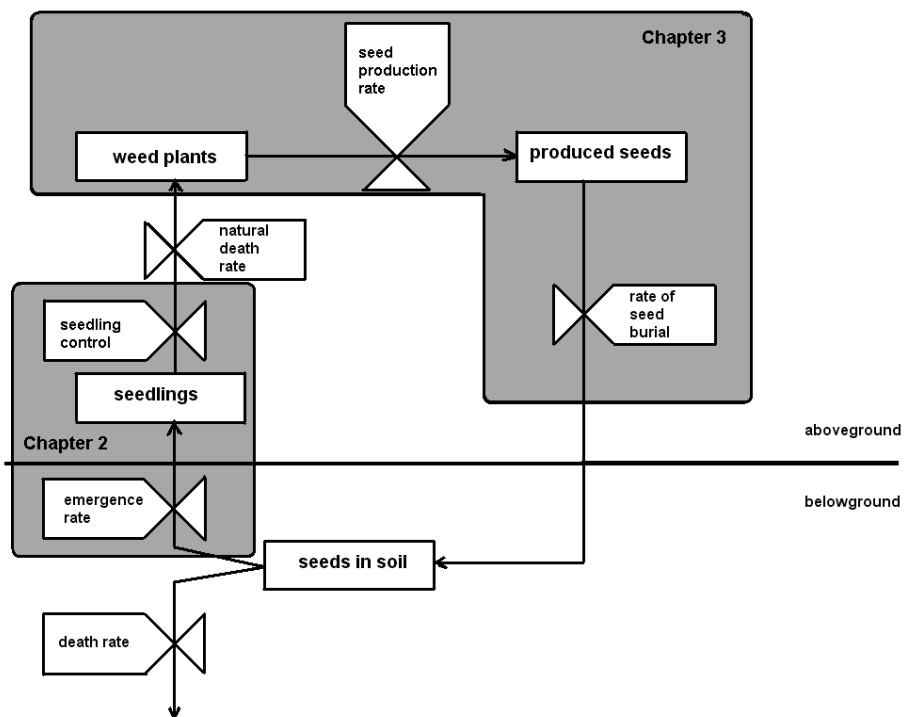 Chapter 3
seed
production
rate
weed plants
produced seeds
natural
death
rate
rate of
seed
burial
seedling
control
seedlings
Chapter 2
aboveground
emergence
rate
belowground
seeds in soil
death rate